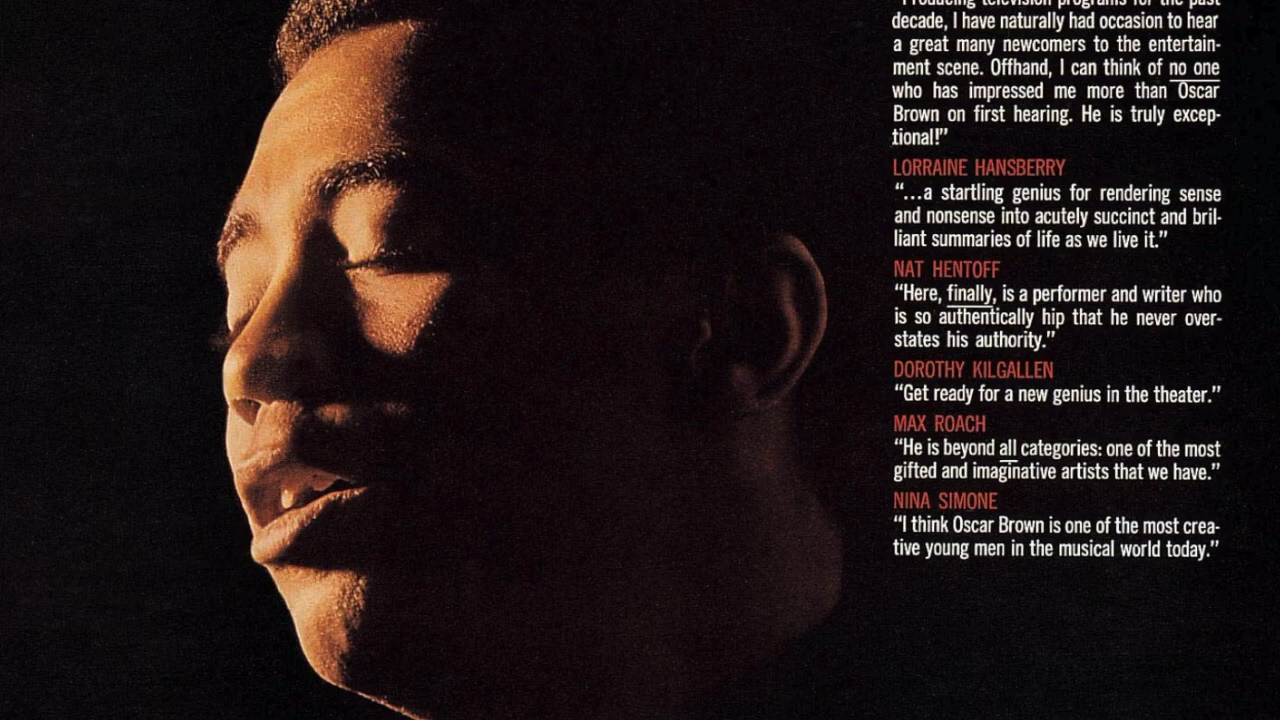 "Producing television programs for the past
decade, I have naturally had occasion to hear
a great many newcomers to the entertain-
ment scene. Offhand, I can think of no one
who has impressed me more than Oscar
Brown on first hearing. He is truly excep-
tional!"
LORRAINE HANSBERRY
"...a startling genius for rendering sense
and nonsense into acutely succinct and bril-
liant summaries of life as we live it."
NAT HENTOFF
"Here, finally, is a performer and writer who
is so authentically hip that he never over-
states his authority."
DOROTHY KILGALLEN
"Get ready for a new genius in the theater."
MAX ROACH
"He is beyond all categories: one of the most
gifted and imaginative artists that we have."
NINA SIMONE
"I think Oscar Brown is one of the most crea-
tive young men in the musical world today."